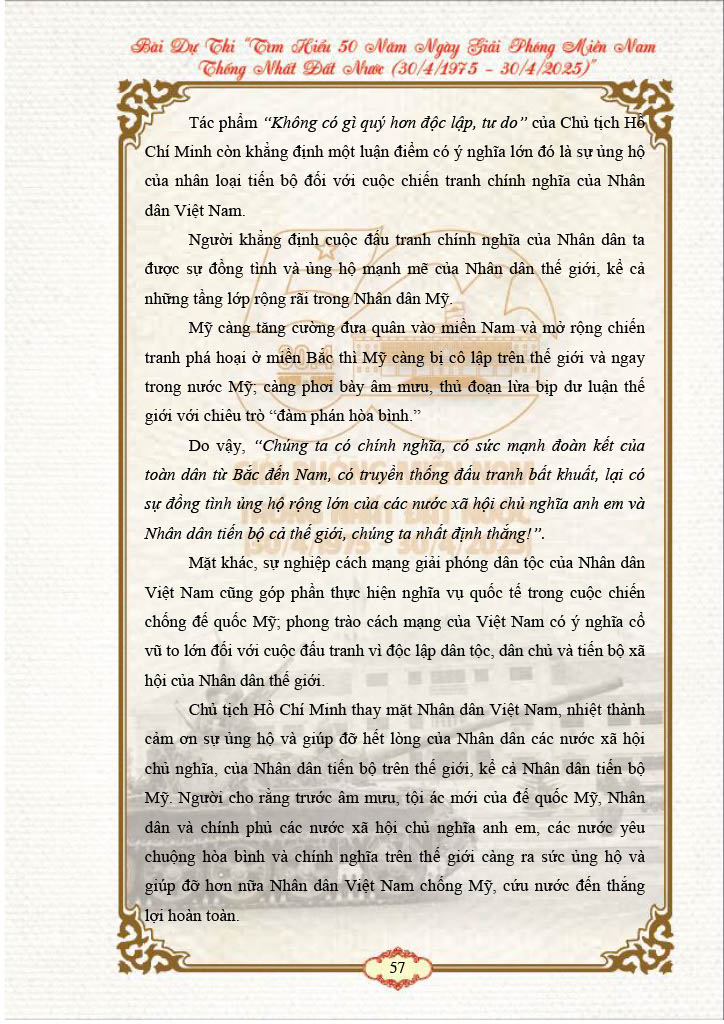 Bài Dự Thi “Tìm Hiểu 50 Năm Ngày Giải Phóng Miền Nam
Thống Nhất Đất Nước (30/4/1975 - 30/4/2025)”
Tác phẩm “Không có gì quý hơn độc lập, tư do” của Chủ tịch Hồ
Chí Minh còn khẳng định một luận điểm có ý nghĩa lớn đó là sự ủng hộ
của nhân loại tiến bộ đối với cuộc chiến tranh chính nghĩa của Nhân
dân Việt Nam.
Người khẳng định cuộc đấu tranh chính nghĩa của Nhân dân ta
được sự đồng tình và ủng hộ mạnh mẽ của Nhân dân thế giới, kể cả
những tầng lớp rộng rãi trong Nhân dân Mỹ.
Mỹ càng tăng cường đưa quân vào miền Nam và mở rộng chiến
tranh phá hoại ở miền Bắc thì Mỹ càng bị cô lập trên thế giới và ngay
trong nước Mỹ; càng phơi bày âm mưu, thủ đoạn lừa bịp dư luận thế
giới với chiêu trò “đàm phán hòa bình.”
Do vậy, “Chúng ta có chính nghĩa, có sức mạnh đoàn kết của
toàn dân từ Bắc đến Nam, có truyền thống đấu tranh bất khuất, lại có
sự đồng tình ủng hộ rộng lớn của các nước xã hội chủ nghĩa anh em và
Nhân dân tiến bộ cả thế giới, chúng ta nhất định thắng!”.
Mặt khác, sự nghiệp cách mạng giải phóng dân tộc của Nhân dân
Việt Nam cũng góp phần thực hiện nghĩa vụ quốc tế trong cuộc chiến
chống đế quốc Mỹ; phong trào cách mạng của Việt Nam có ý nghĩa cổ
vũ to lớn đối với cuộc đấu tranh vì độc lập dân tộc, dân chủ và tiến bộ xã
hội của Nhân dân thế giới.
Chủ tịch Hồ Chí Minh thay mặt Nhân dân Việt Nam, nhiệt thành
cảm ơn sự ủng hộ và giúp đỡ hết lòng của Nhân dân các nước xã hội
chủ nghĩa, của Nhân dân tiến bộ trên thế giới, kể cả Nhân dân tiến bộ
Mỹ. Người cho rằng trước âm mưu, tội ác mới của đế quốc Mỹ, Nhân
dân và chính phủ các nước xã hội chủ nghĩa anh em, các nước yêu
chuộng hòa bình và chính nghĩa trên thế giới càng ra sức ủng hộ và
giúp đỡ hơn nữa Nhân dân Việt Nam chống Mỹ, cứu nước đến thắng
lợi hoàn toàn.
57